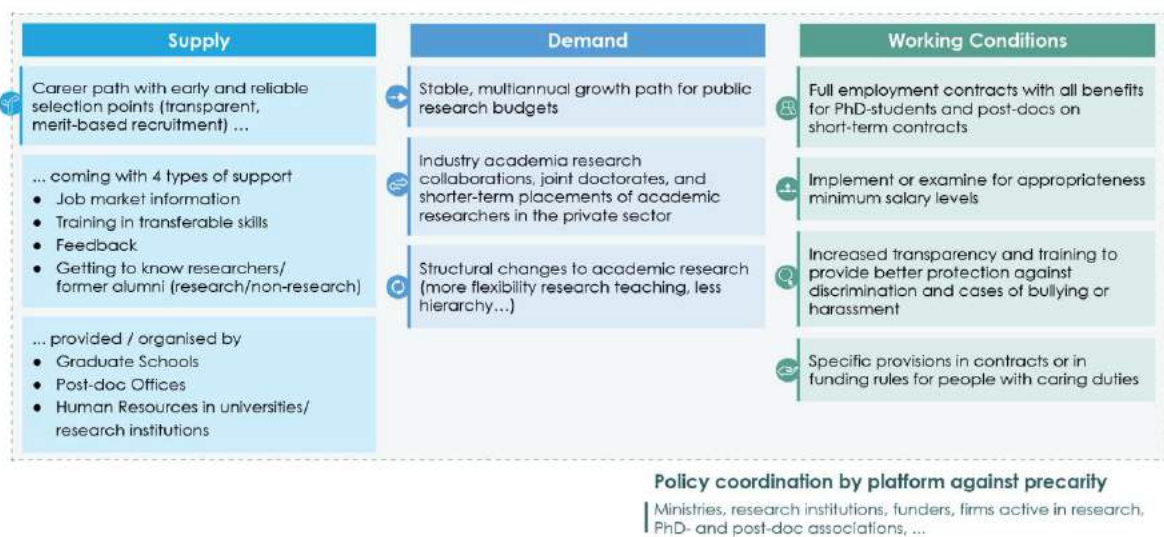 Supply
Career path with early and reliable
selection points (transparent,
merit-based recruitment) ...
... coming with 4 types of support
● Job market information
● Training in transferable skills
● Feedback
● Getting to know researchers/
former alumni (research/non-research)
... provided / organised by
● Graduate Schools
● Post-doc Offices
● Human Resources in universities/
research institutions
Demand
Stable, multiannual growth path for public
research budgets
Industry academia research
collaborations, joint doctorates, and
shorter-term placements of academic
researchers in the private sector
Structural changes to academic research
(more flexibility research teaching, less
hierarchy...)
Working Conditions
Full employment contracts with all benefits
for PhD-students and post-docs on
short-term contracts
Implement or examine for appropriateness
minimum salary levels
Increased transparency and training to
provide better protection against
discrimination and cases of bullying or
harassment
Specific provisions in contracts or in
funding rules for people with caring duties
Policy coordination by platform against precarity
Ministries, research institutions, funders, firms active in research,
PhD- and post-doc associations, ...